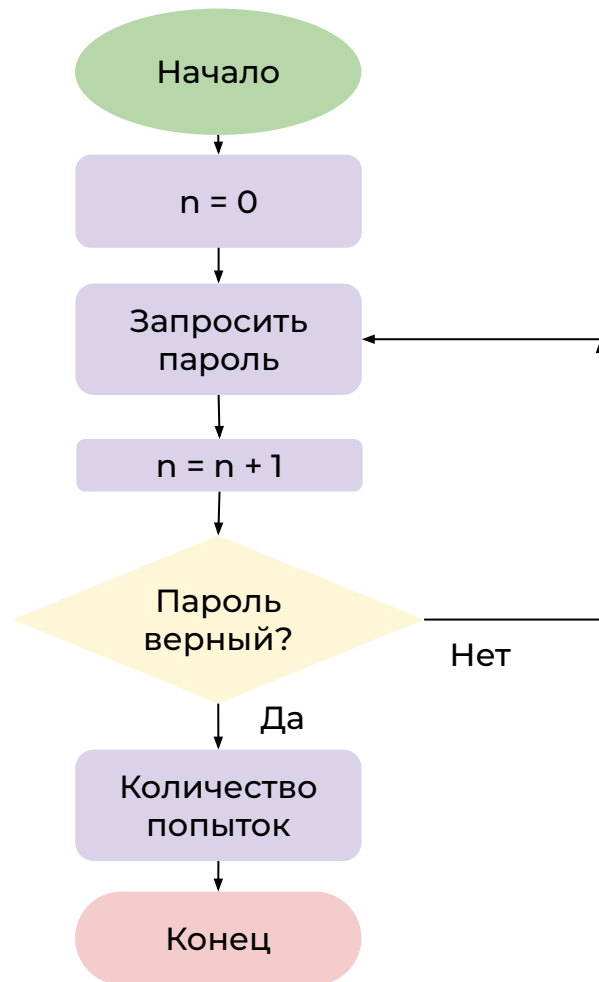 Начало
n = 0
Запросить
пароль
n = n + 1
Пароль
верный?
Нет
Да
Количество
попыток
Конец